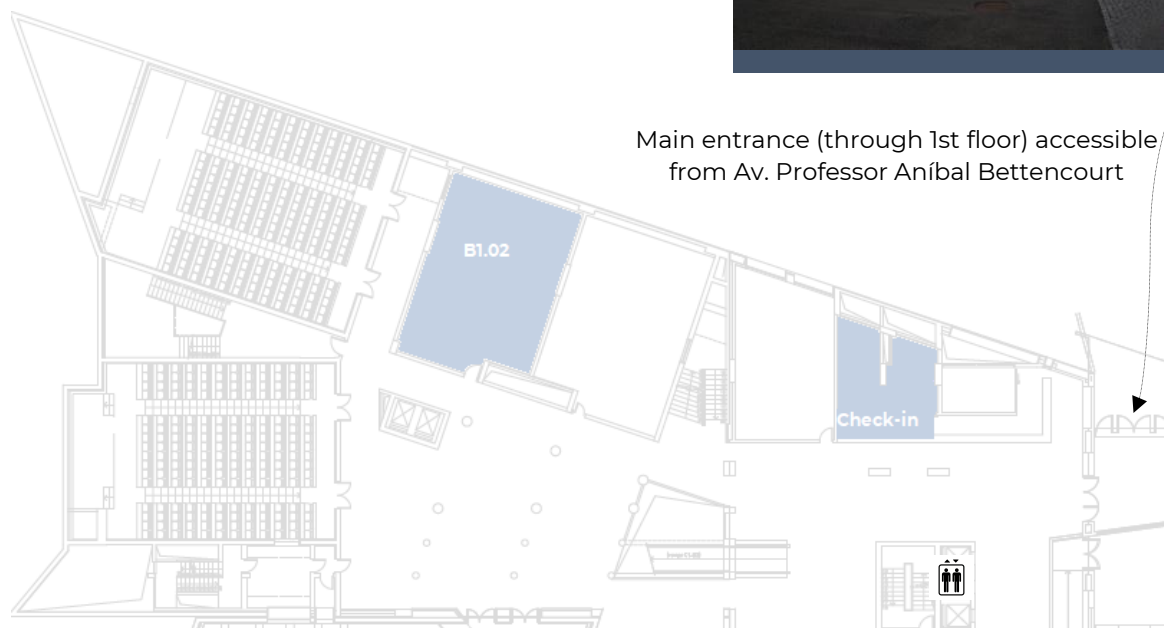 Main entrance (through 1st floor) accessible
from Av. Professor Aníbal Bettencourt
B1.02
Check-in